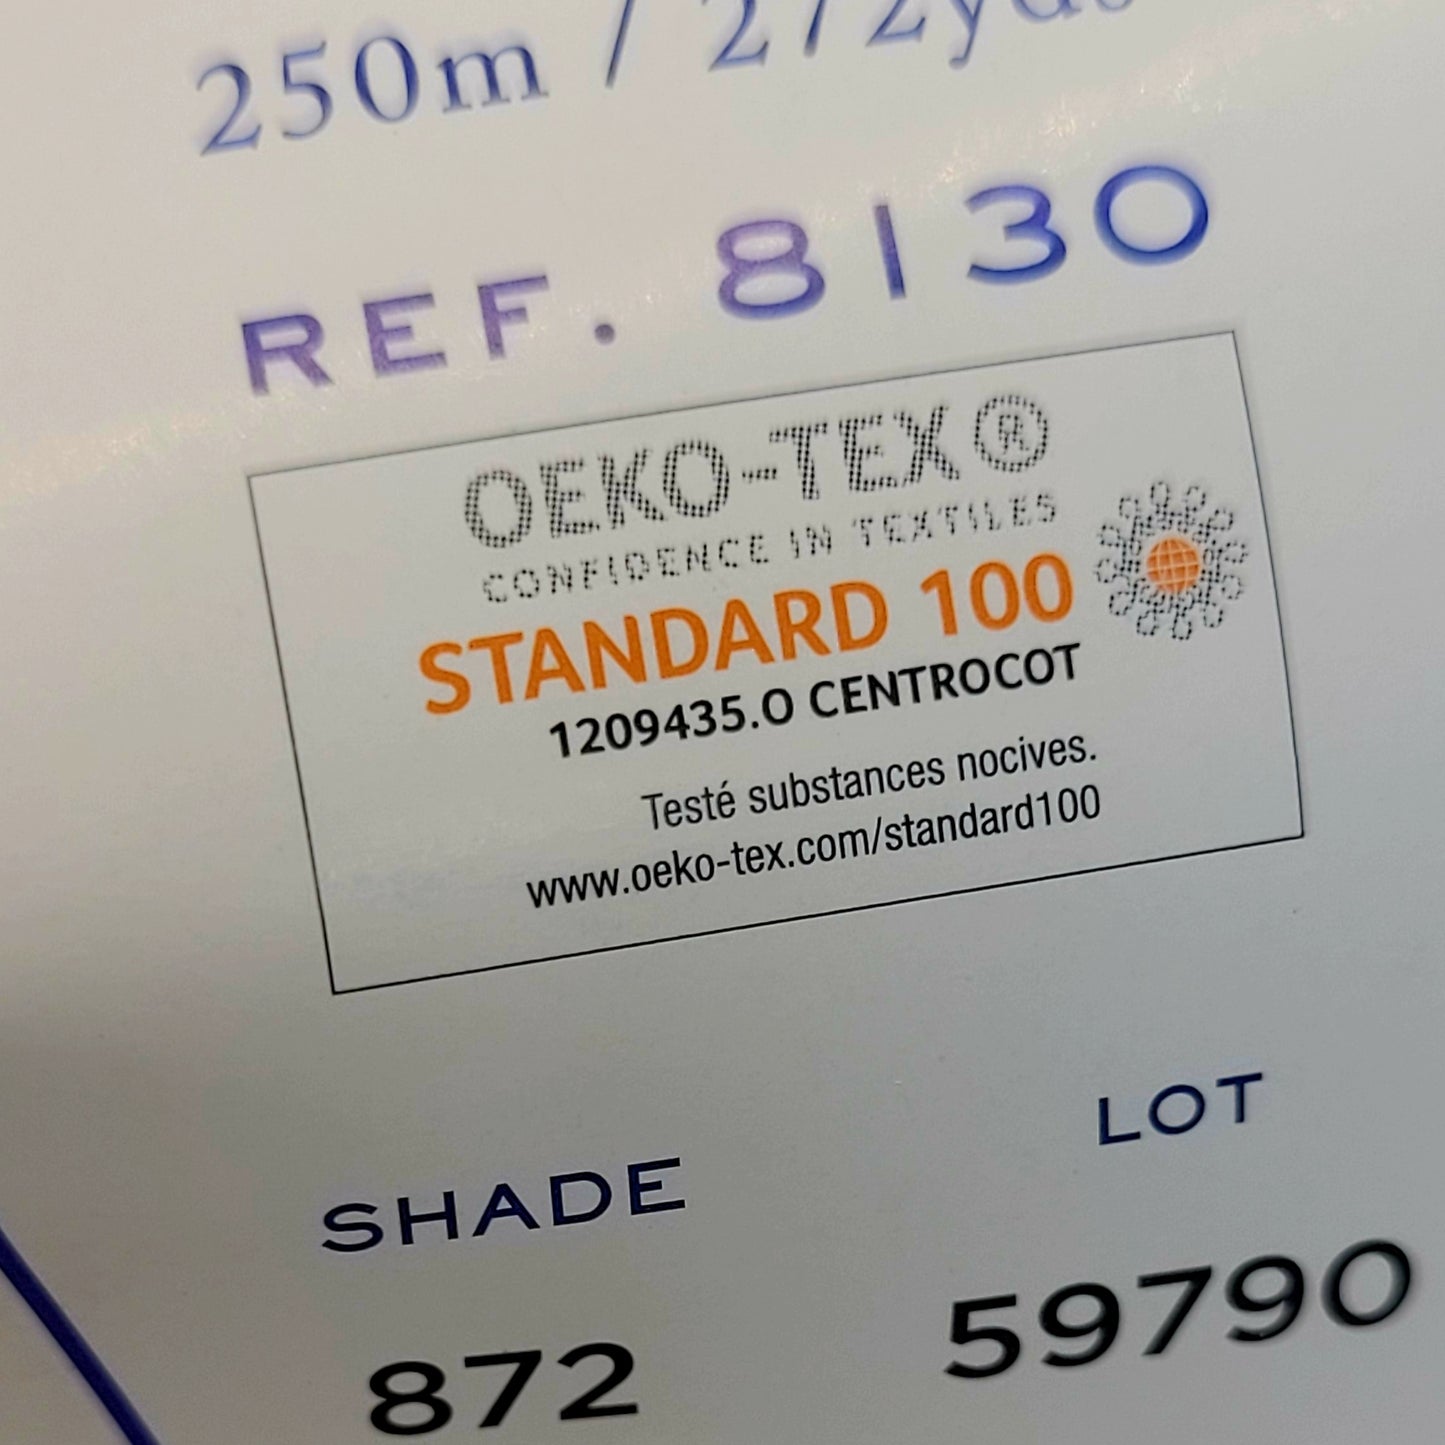 250m / 272yds
REF. 8130
OEKO-TEX®
CONFIDENCE IN TEXTILES
STANDARD 100
1209435.O CENTROCOT
Testé substances nocives.
www.oeko-tex.com/standard100
SHADE
LOT
872
59790